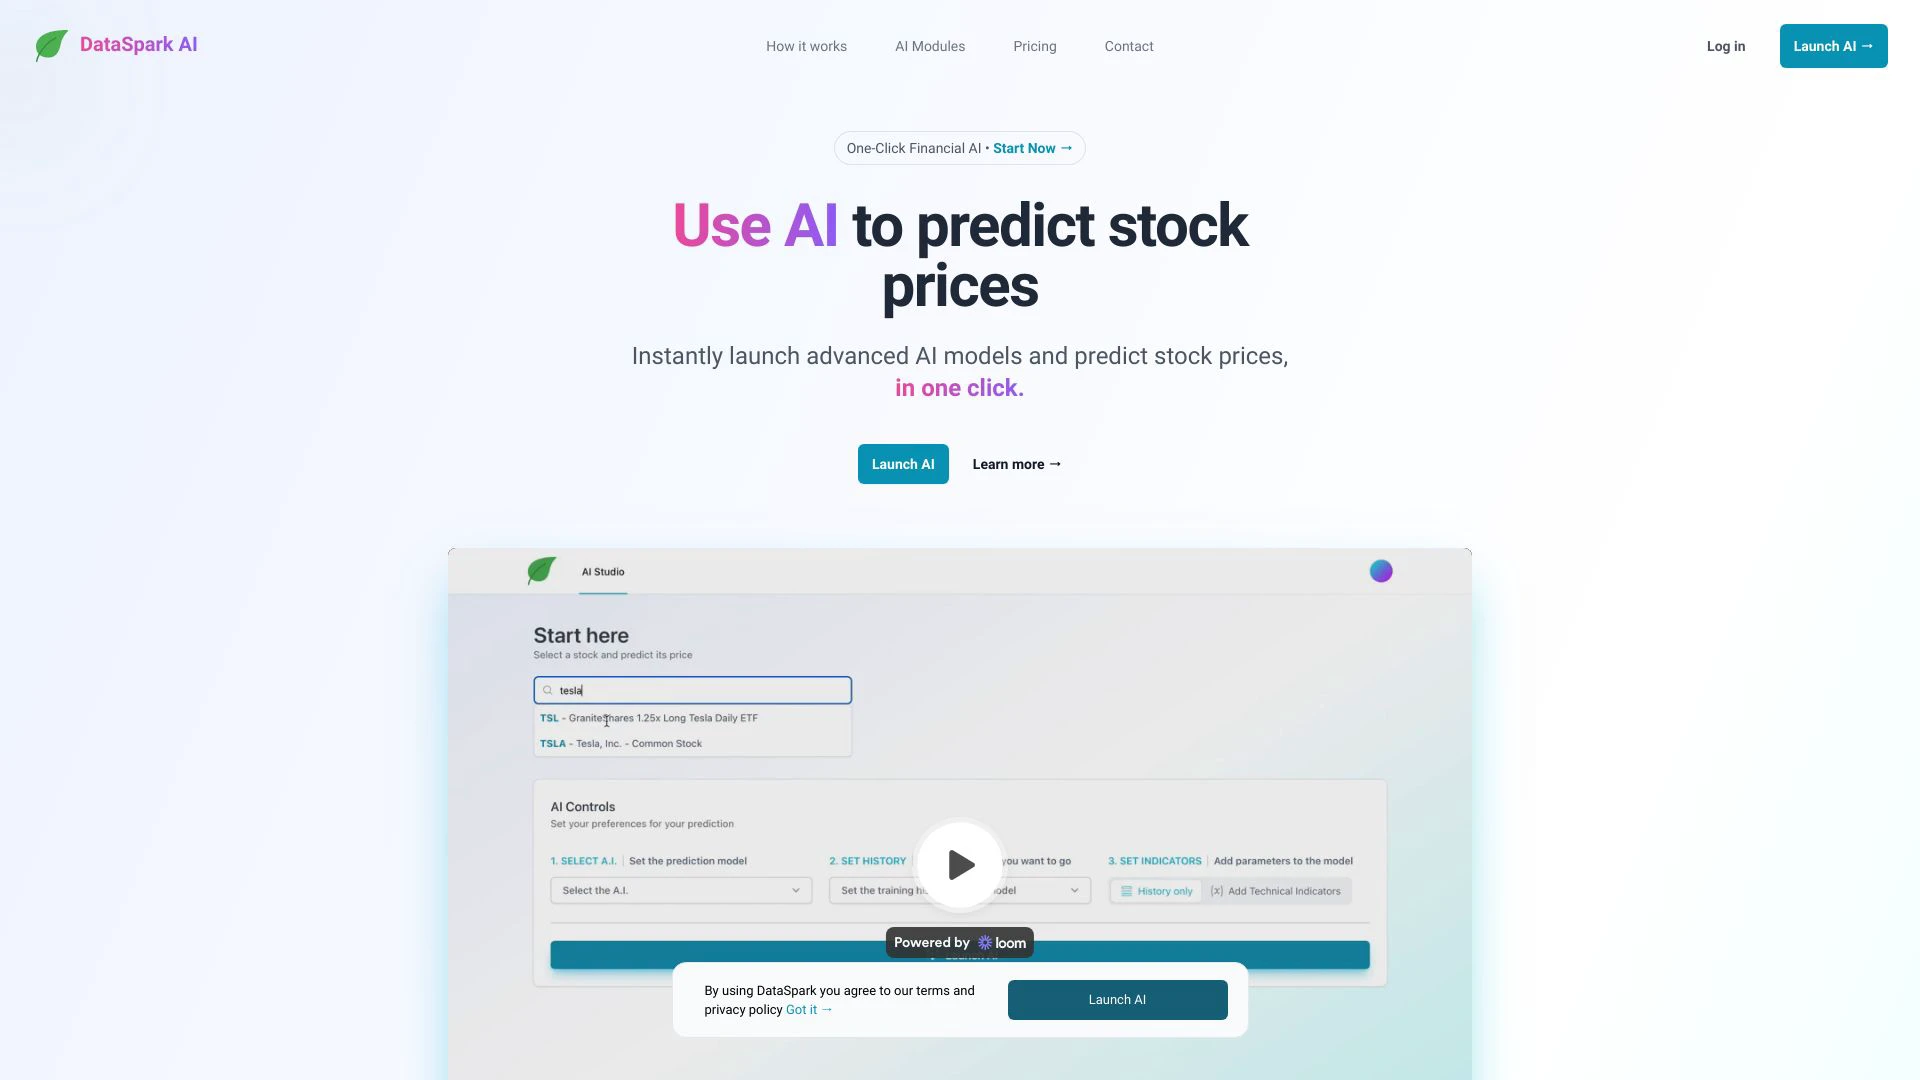 DataSpark AI
How it works
AI Modules
Pricing
Contact
Log in
Launch AI →
One-Click Financial AI • Start Now →
Use AI to predict stock
prices
Instantly launch advanced AI models and predict stock prices,
in one click.
Launch AI
Learn more →
AI Studio
Start here
Select a stock and predict its price
tesla
TSL - GraniteShares 1.25x Long Tesla Daily ETF
TSLA - Tesla, Inc. - Common Stock
AI Controls
Set your preferences for your prediction
1. SELECT A.I. | Set the prediction model
2. SET HISTORY | you want to go
3. SET INDICATORS | Add parameters to the model
Select the A.I.
Set the training
History only
(x) Add Technical Indicators
Powered by loom
By using DataSpark you agree to our terms and
privacy policy Got it →
Launch AI